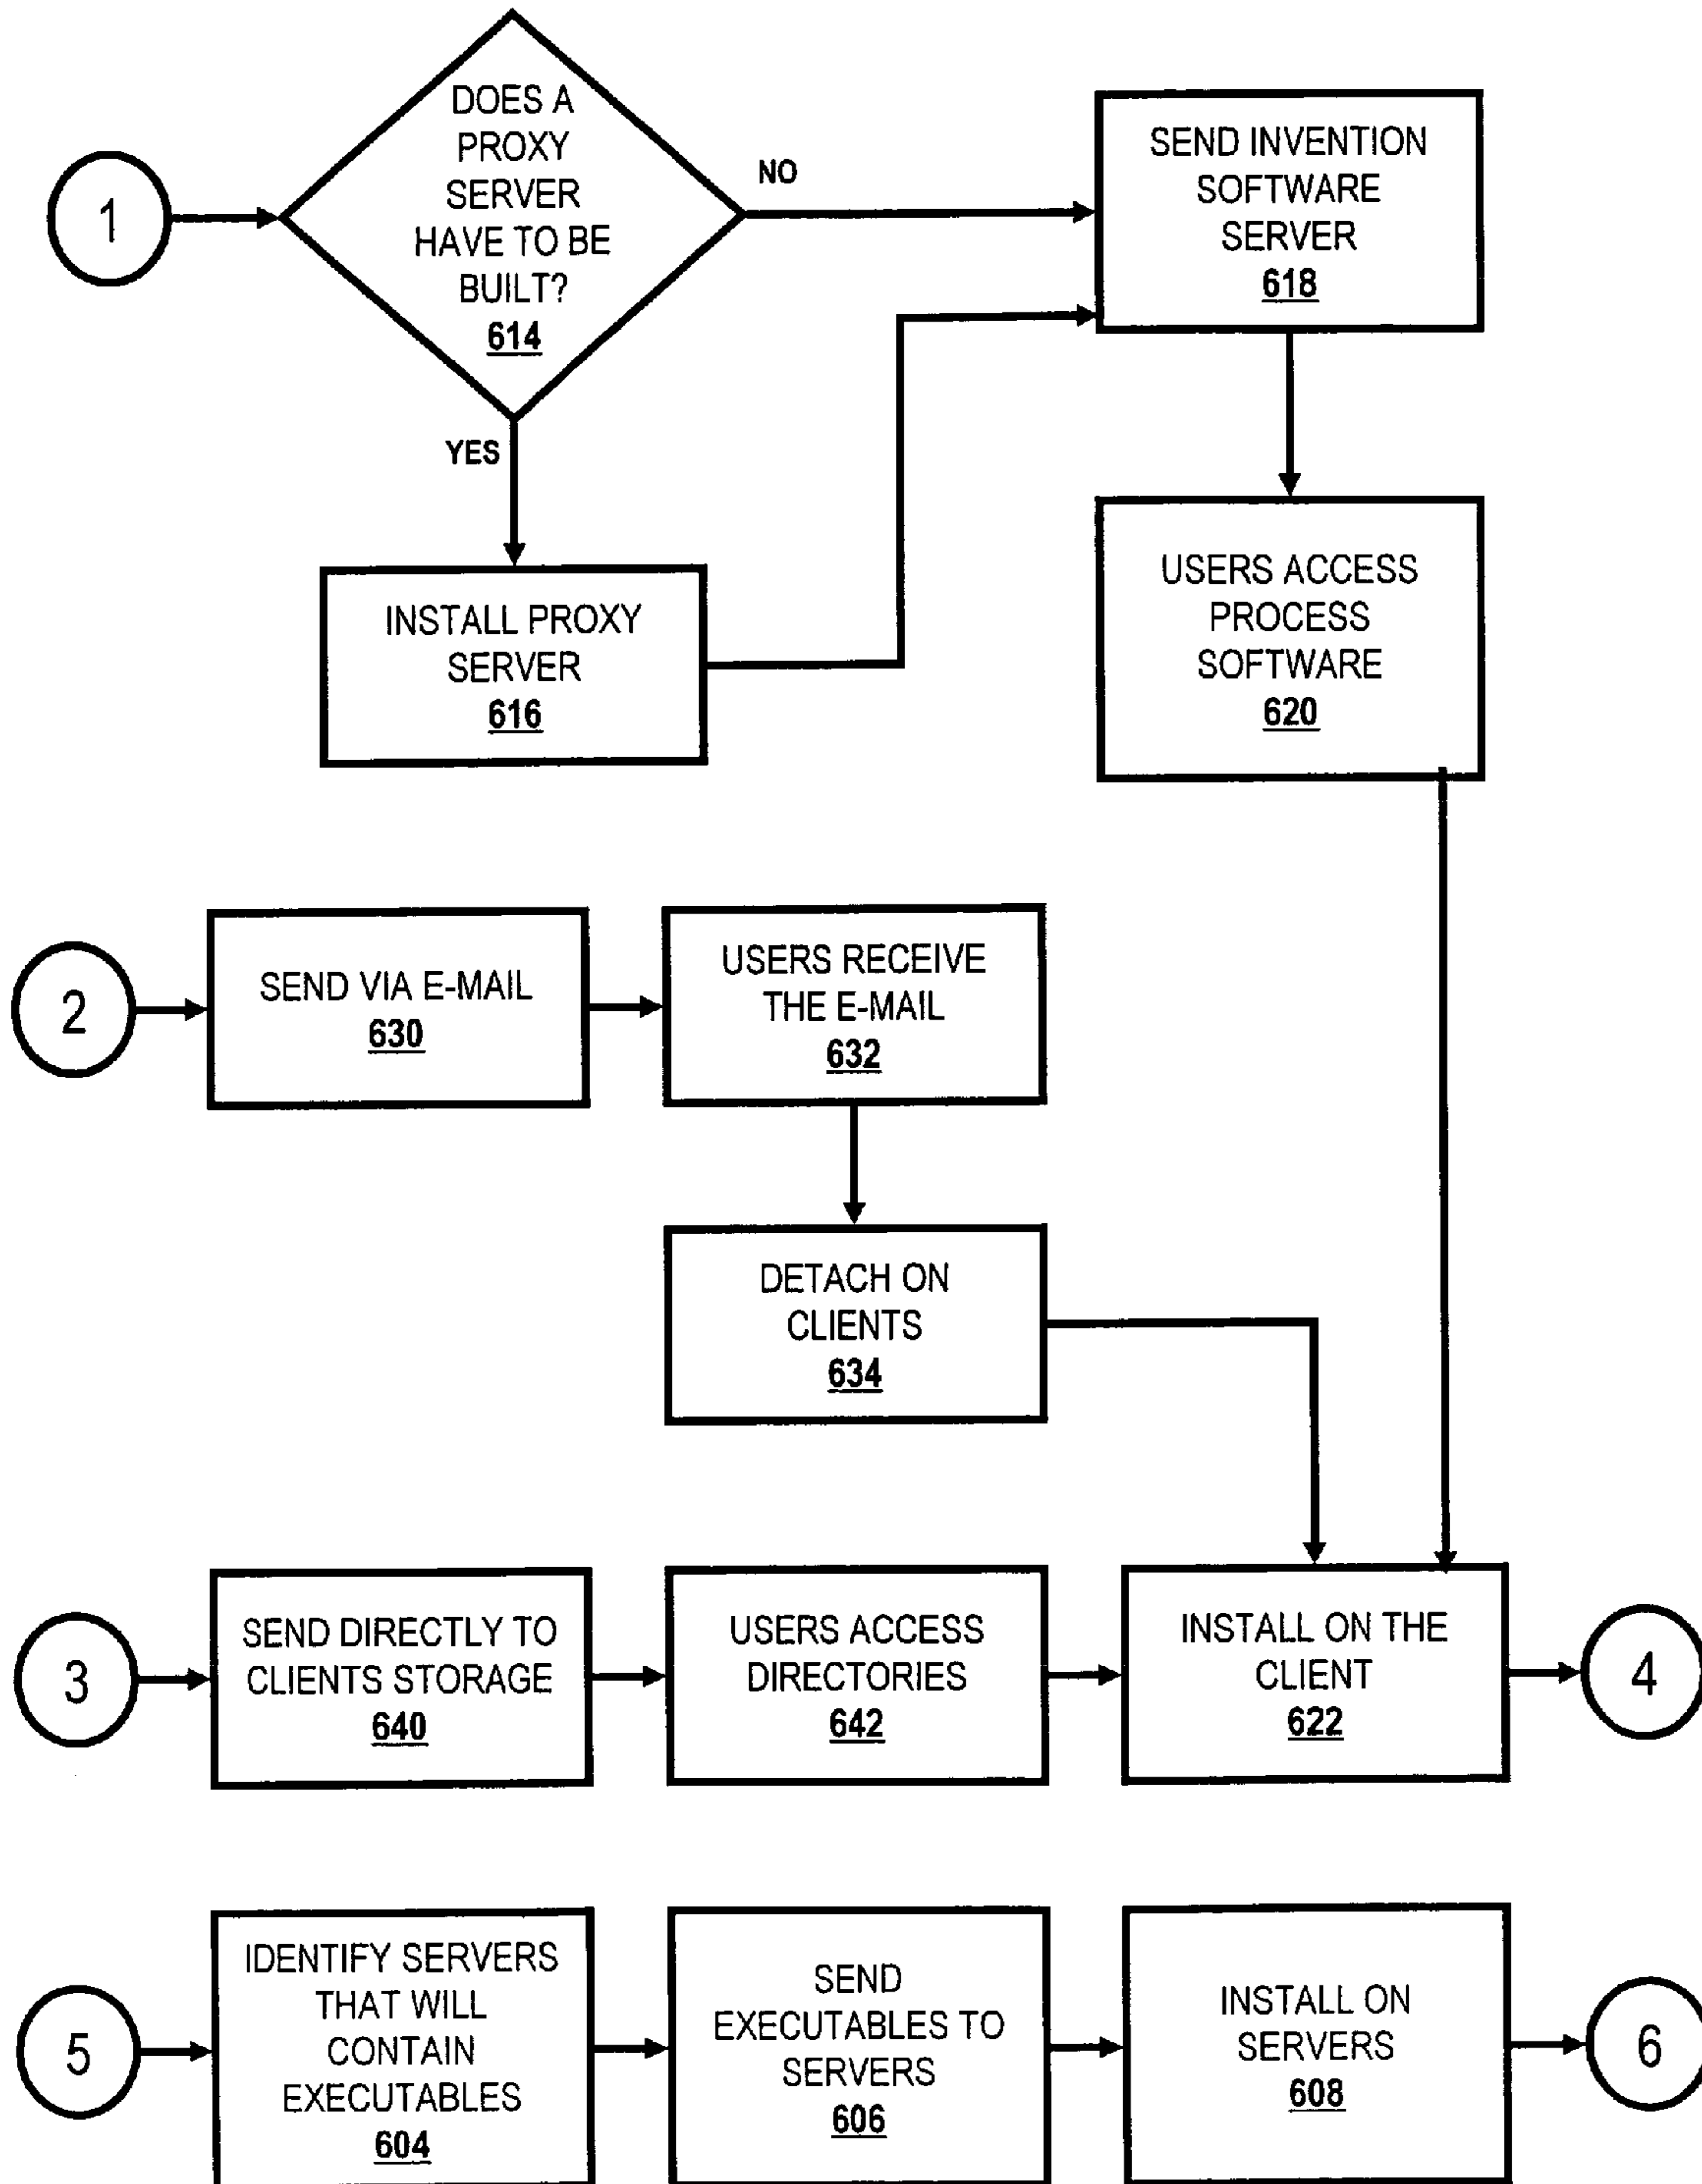 1
DOES A
PROXY
SERVER
HAVE TO BE
BUILT?
614
NO
YES
SEND INVENTION
SOFTWARE
SERVER
618
INSTALL PROXY
SERVER
616
USERS ACCESS
PROCESS
SOFTWARE
620
2
SEND VIA E-MAIL
630
USERS RECEIVE
THE E-MAIL
632
DETACH ON
CLIENTS
634
3
SEND DIRECTLY TO
CLIENTS STORAGE
640
USERS ACCESS
DIRECTORIES
642
INSTALL ON THE
CLIENT
622
4
5
IDENTIFY SERVERS
THAT WILL
CONTAIN
EXECUTABLES
604
SEND
EXECUTABLES TO
SERVERS
606
INSTALL ON
SERVERS
608
6